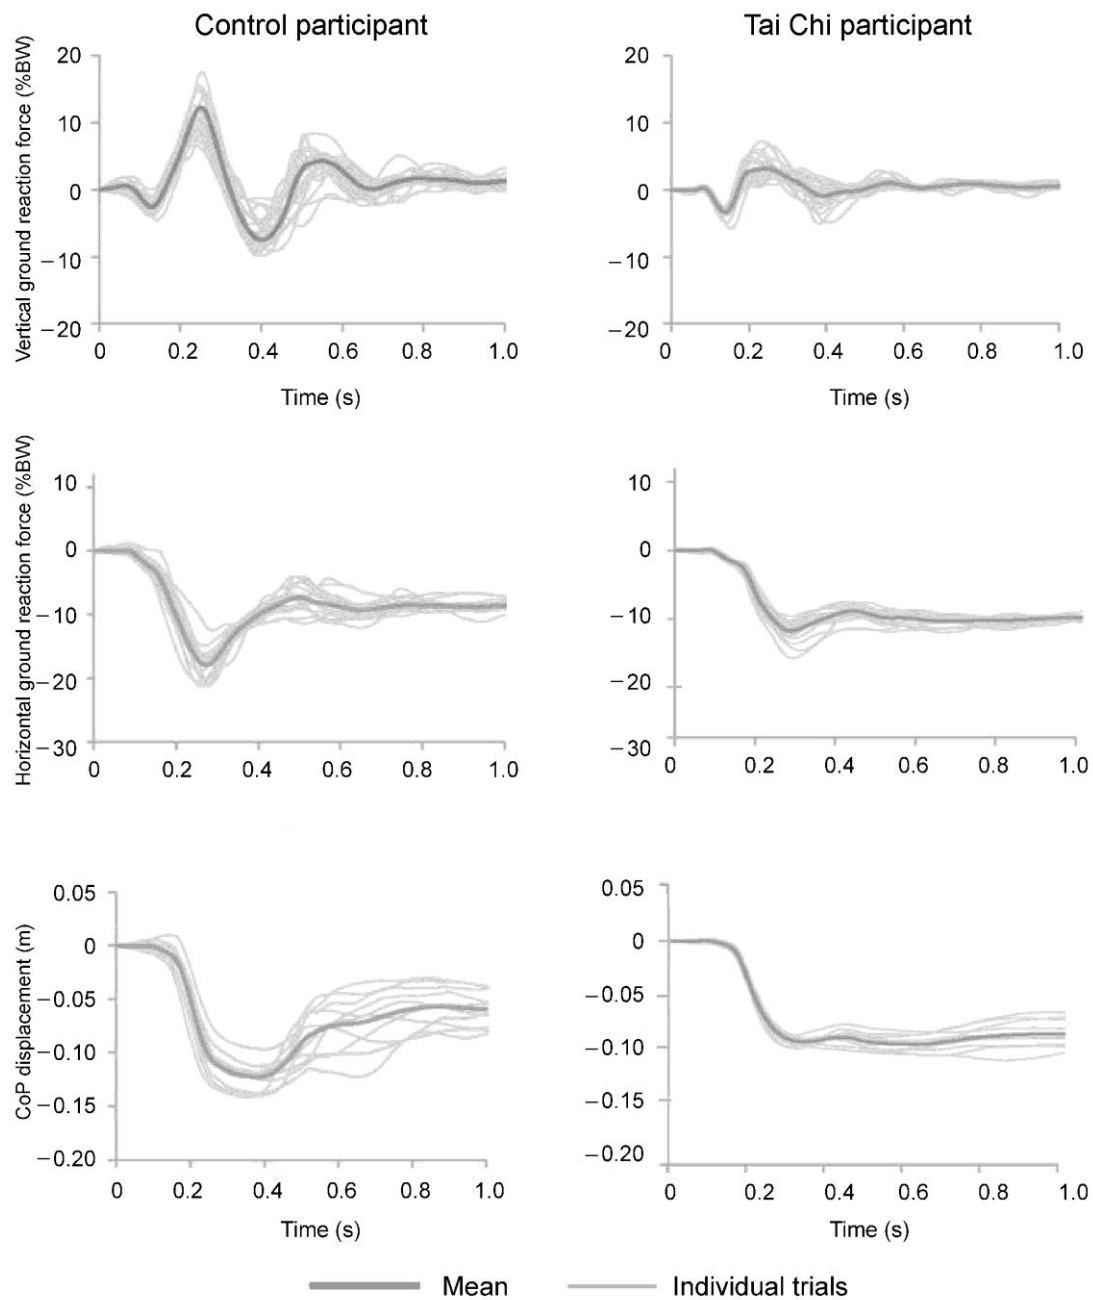 Control participant
Tai Chi participant
Vertical ground reaction force (%BW)
20
10
0
−10
−20
0 0.2 0.4 0.6 0.8 1.0
Time (s)
20
10
0
−10
−20
0 0.2 0.4 0.6 0.8 1.0
Time (s)
Horizontal ground reaction force (%BW)
10
0
−10
−20
−30
0 0.2 0.4 0.6 0.8 1.0
10
0
−10
−20
−30
0 0.2 0.4 0.6 0.8 1.0
CoP displacement (m)
0.05
0
−0.05
−0.10
−0.15
−0.20
0 0.2 0.4 0.6 0.8 1.0
Time (s)
0.05
0
−0.05
−0.10
−0.15
−0.20
0 0.2 0.4 0.6 0.8 1.0
Time (s)
Mean
Individual trials